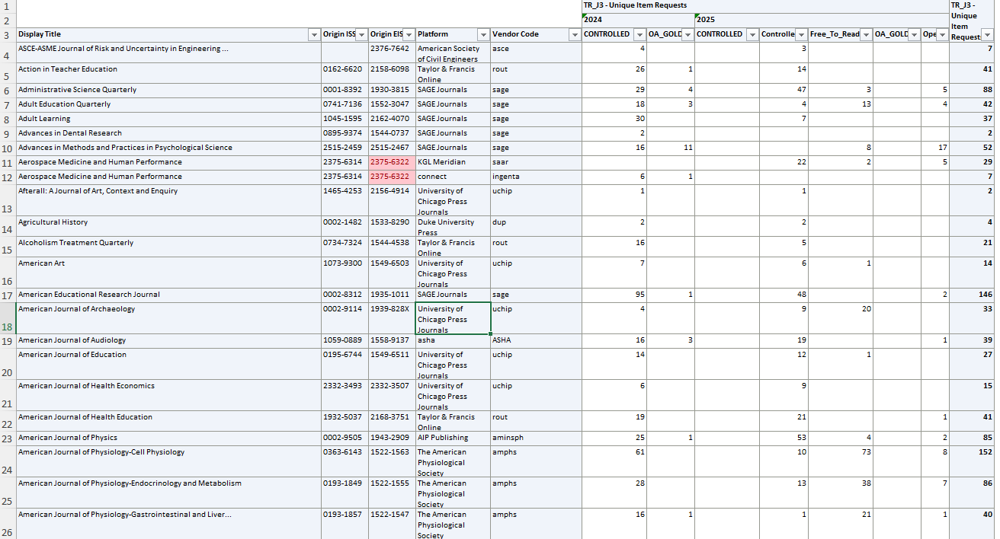 1 TR_J3 - Unique Item Requests TR_J3 -
2 2024 2025 Unique
Item
3 Display Title Origin ISS Origin EIS Platform Vendor Code CONTROLLED OA_GOLD CONTROLLED Controlle Free_To_Read OA_GOLD Ope Request
4 ASCE-ASME Journal of Risk and Uncertainty in Engineering ... 2376-7642 American Society asce 4 3 7
of Civil Engineers
5 Action in Teacher Education 0162-6620 2158-6098 Taylor & Francis rout 26 1 14 41
Online
6 Administrative Science Quarterly 0001-8392 1930-3815 SAGE Journals sage 29 4 47 3 5 88
7 Adult Education Quarterly 0741-7136 1552-3047 SAGE Journals sage 18 3 4 13 4 42
8 Adult Learning 1045-1595 2162-4070 SAGE Journals sage 30 7 37
9 Advances in Dental Research 0895-9374 1544-0737 SAGE Journals sage 2 2
10 Advances in Methods and Practices in Psychological Science 2515-2459 2515-2467 SAGE Journals sage 16 11 8 17 52
11 Aerospace Medicine and Human Performance 2375-6314 2375-6322 KGL Meridian saar 22 2 5 29
12 Aerospace Medicine and Human Performance 2375-6314 2375-6322 connect ingenta 6 1 7
13 Afterall: A Journal of Art, Context and Enquiry 1465-4253 2156-4914 University of uchip 1 1 2
Chicago Press
Journals
14 Agricultural History 0002-1482 1533-8290 Duke University dup 2 2 4
Press
15 Alcoholism Treatment Quarterly 0734-7324 1544-4538 Taylor & Francis rout 16 5 21
Online
16 American Art 1073-9300 1549-6503 University of uchip 7 6 1 14
Chicago Press
Journals
17 American Educational Research Journal 0002-8312 1935-1011 SAGE Journals sage 95 1 48 2 146
18 American Journal of Archaeology 0002-9114 1939-828X University of uchip 4 9 20 33
Chicago Press
Journals
19 American Journal of Audiology 1059-0889 1558-9137 asha ASHA 16 3 19 1 39
20 American Journal of Education 0195-6744 1549-6511 University of uchip 14 12 1 27
Chicago Press
Journals
21 American Journal of Health Economics 2332-3493 2332-3507 University of uchip 6 9 15
Chicago Press
Journals
22 American Journal of Health Education 1932-5037 2168-3751 Taylor & Francis rout 19 21 1 41
Online
23 American Journal of Physics 0002-9505 1943-2909 AIP Publishing aminsph 25 1 53 4 2 85
24 American Journal of Physiology-Cell Physiology 0363-6143 1522-1563 The American amphs 61 10 73 8 152
Physiological
Society
25 American Journal of Physiology-Endocrinology and Metabolism 0193-1849 1522-1555 The American amphs 28 13 38 7 86
Physiological
Society
26 American Journal of Physiology-Gastrointestinal and Liver... 0193-1857 1522-1547 The American amphs 16 1 1 21 1 40
Physiological
Society